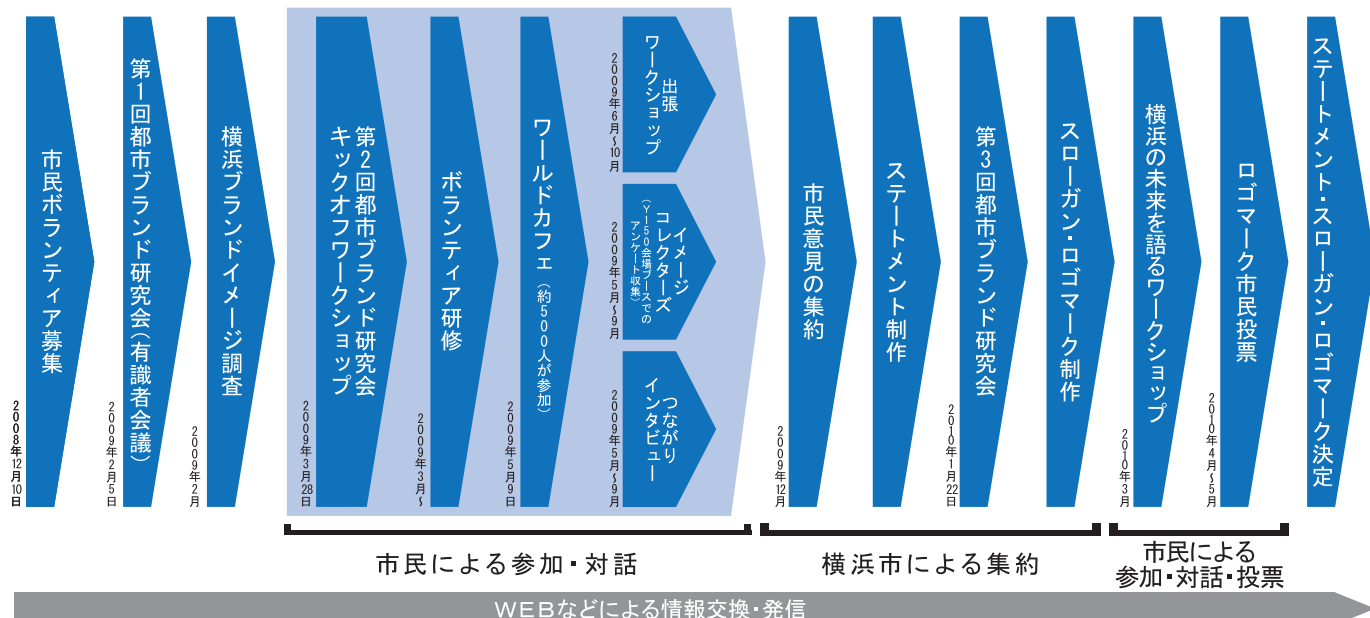 2008年12月10日
市民ボランティア募集
2009年2月5日
第1回都市ブランド研究会(有識者会議)
2009年2月
横浜ブランドイメージ調査
2009年3月28日
第2回都市ブランド研究会
キックオフワークショップ
2009年3月~
ボランティア研修
2009年5月9日
ワールドカフェ(約500人が参加)
2009年6月~10月
出張
ワークショップ
2009年5月~9月
イメージ
コレクターズ
(Y150会場ブースでの
アンケート収集)
2009年5月~9月
つながり
インタビュー
2009年12月
市民意見の集約
ステートメント制作
2010年1月22日
第3回都市ブランド研究会
スローガン・ロゴマーク制作
2010年3月
横浜の未来を語るワークショップ
2010年4月~5月
ロゴマーク市民投票
ステートメント・スローガン・ロゴマーク決定
市民による参加・対話
横浜市による集約
市民による
参加・対話・投票
WEBなどによる情報交換・発信